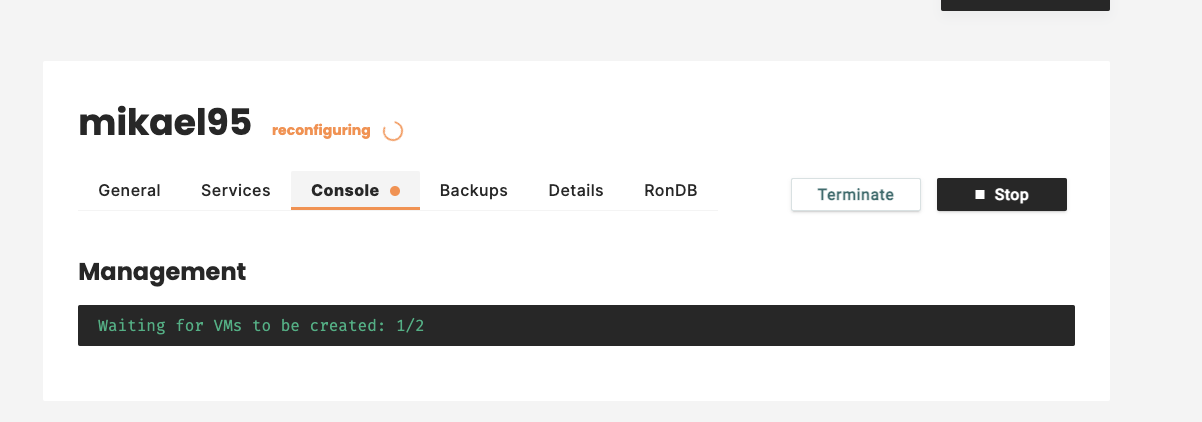 mikael95 reconfiguring
General Services Console Backups Details RonDB Terminate Stop
Management
Waiting for VMs to be created: 1/2